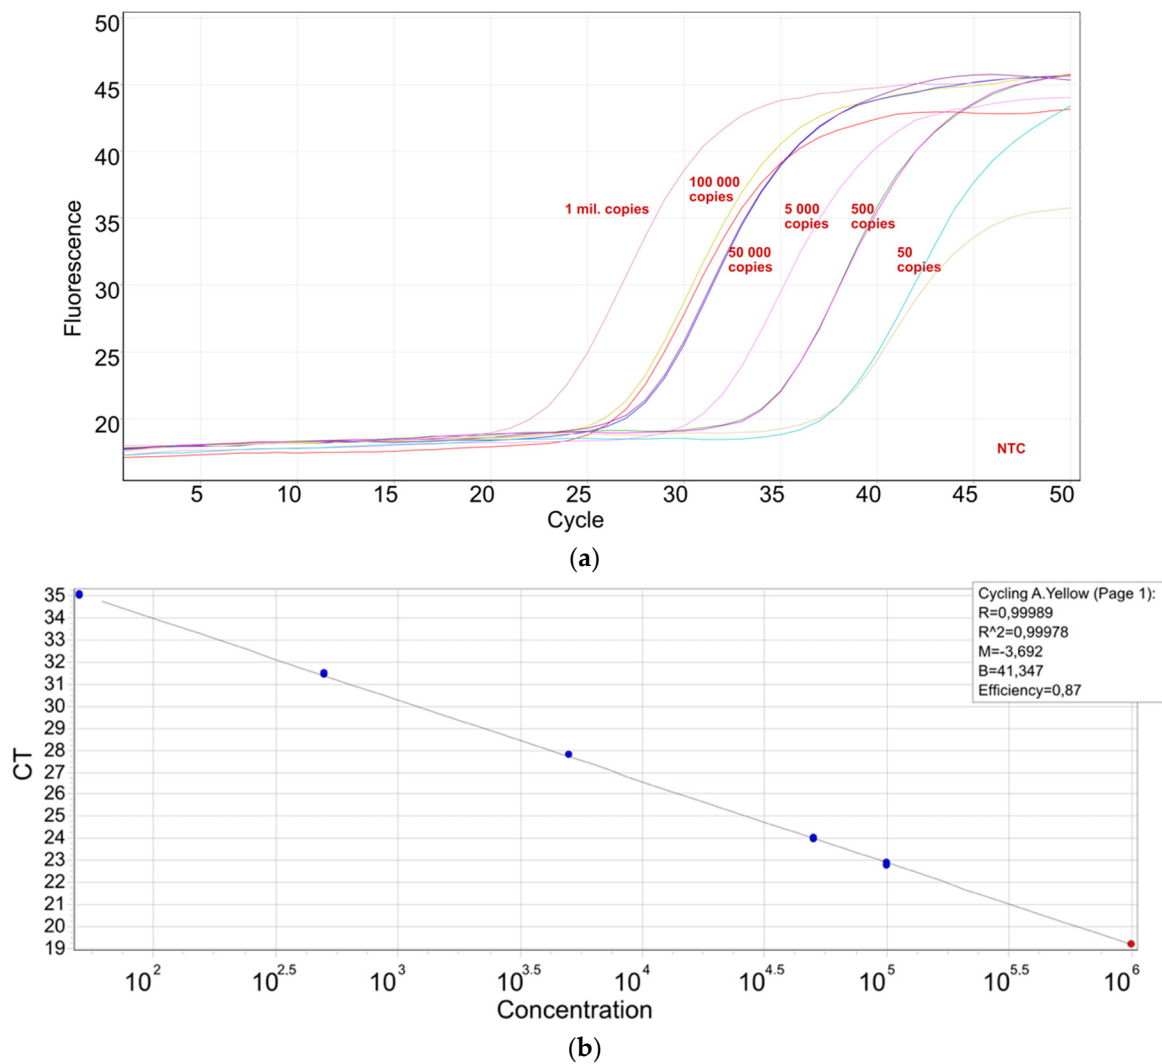 50
45
40
35
30
25
20
Fluorescence
1 mil. copies
100 000
copies
50 000
copies
5 000
copies
500
copies
50
copies
NTC
5 10 15 20 25 30 35 40 45 50
Cycle
(a)
35
34
33
32
31
30
29
28
27
26
25
24
23
22
21
20
19
CT
Cycling A.Yellow (Page 1):
R=0,99989
R^2=0,99978
M=-3,692
B=41,347
Efficiency=0,87
10^2 10^2.5 10^3 10^3.5 10^4 10^4.5 10^5 10^5.5 10^6
Concentration
(b)